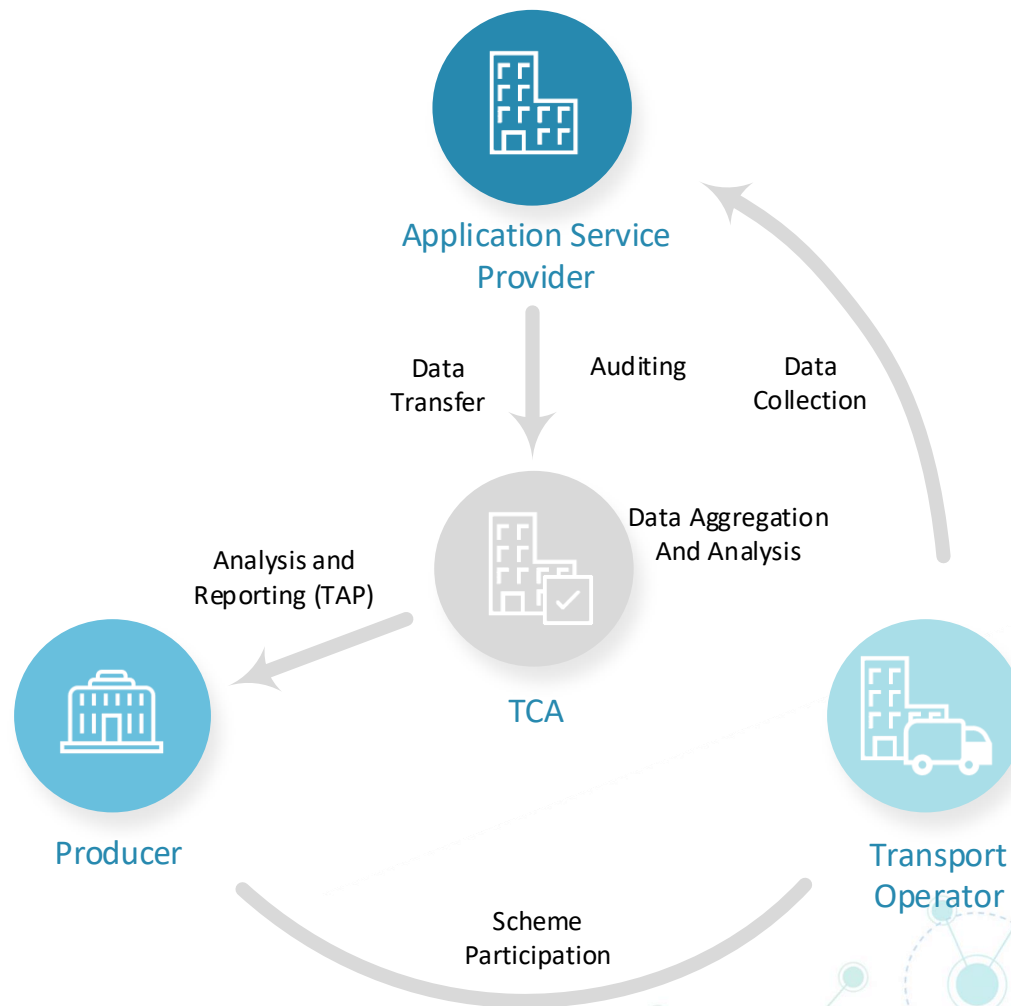 Application Service
Provider
Data
Transfer
Auditing
Data
Collection
Data Aggregation
And Analysis
Analysis and
Reporting (TAP)
TCA
Producer
Transport
Operator
Scheme
Participation